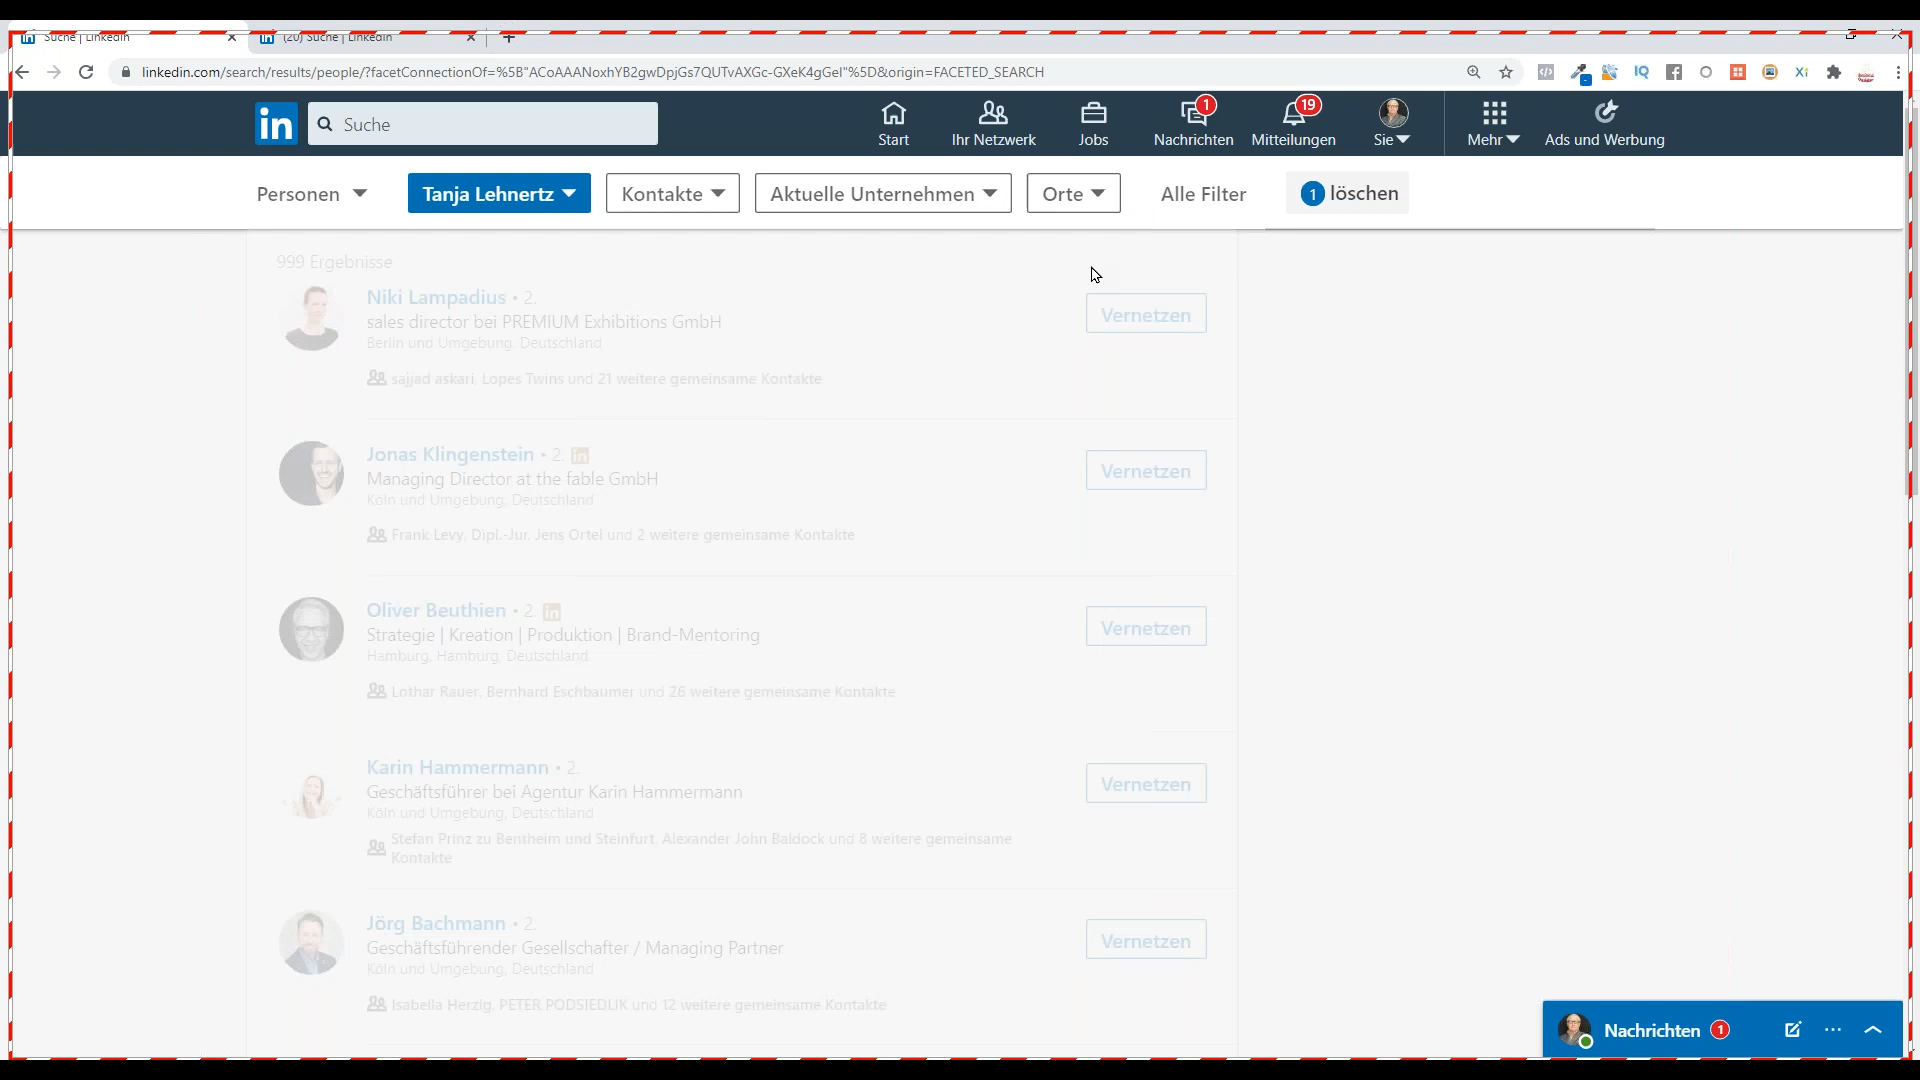 Suche | LinkedIn
(20) Suche | LinkedIn
linkedin.com/search/results/people/?facetConnectionOf=%5B"ACoAAANoxhYB2gwDpjGs7QUTvAXGc-GXeK4gGeI"%5D&origin=FACETED_SEARCH
Suche
Start
Ihr Netzwerk
Jobs
1
Nachrichten
19
Mitteilungen
Sie
Mehr
Ads und Werbung
Personen
Tanja Lehnertz
Kontakte
Aktuelle Unternehmen
Orte
Alle Filter
1 löschen
999 Ergebnisse
Niki Lampadius • 2.
sales director bei PREMIUM Exhibitions GmbH
Berlin und Umgebung, Deutschland
sajjad askari, Lopes Twins und 21 weitere gemeinsame Kontakte
Vernetzen
Jonas Klingenstein • 2. in
Managing Director at the fable GmbH
Köln und Umgebung, Deutschland
Frank Levy, Dipl.-Jur. Jens Ortel und 2 weitere gemeinsame Kontakte
Vernetzen
Oliver Beuthien • 2. in
Strategie | Kreation | Produktion | Brand-Mentoring
Hamburg, Hamburg, Deutschland
Lothar Rauer, Bernhard Eschbaumer und 26 weitere gemeinsame Kontakte
Vernetzen
Karin Hammermann • 2.
Geschäftsführer bei Agentur Karin Hammermann
Köln und Umgebung, Deutschland
Stefan Prinz zu Bentheim und Steinfurt, Alexander John Baldock und 8 weitere gemeinsame
Kontakte
Vernetzen
Jörg Bachmann • 2.
Geschäftsführender Gesellschafter / Managing Partner
Köln und Umgebung, Deutschland
Isabella Herzig, PETER PODSIEDLIK und 12 weitere gemeinsame Kontakte
Vernetzen
Nachrichten 1